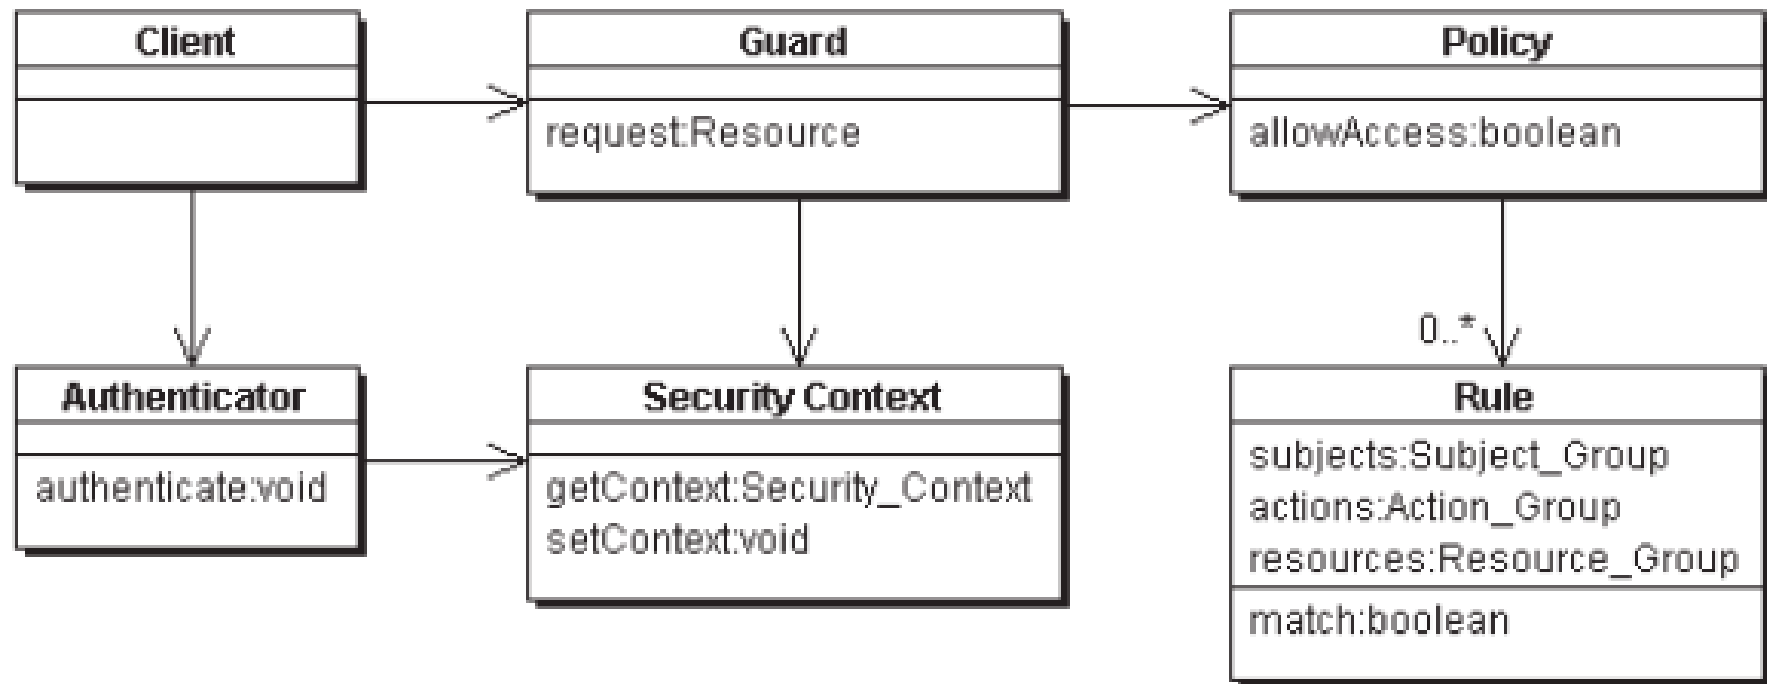 Client
Guard
request:Resource
Policy
allowAccess:boolean
0..*
Authenticator
authenticate:void
Security Context
getContext:Security_Context
setContext:void
Rule
subjects:Subject_Group
actions:Action_Group
resources:Resource_Group
match:boolean